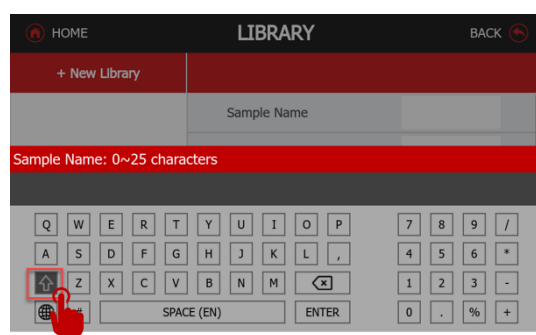 HOME LIBRARY BACK
+ New Library
Sample Name
Sample Name: 0~25 characters
Q W E R T Y U I O P 7 8 9 /
A S D F G H J K L , 4 5 6 *
Z X C V B N M 1 2 3 -
SPACE (EN) ENTER 0 . % +